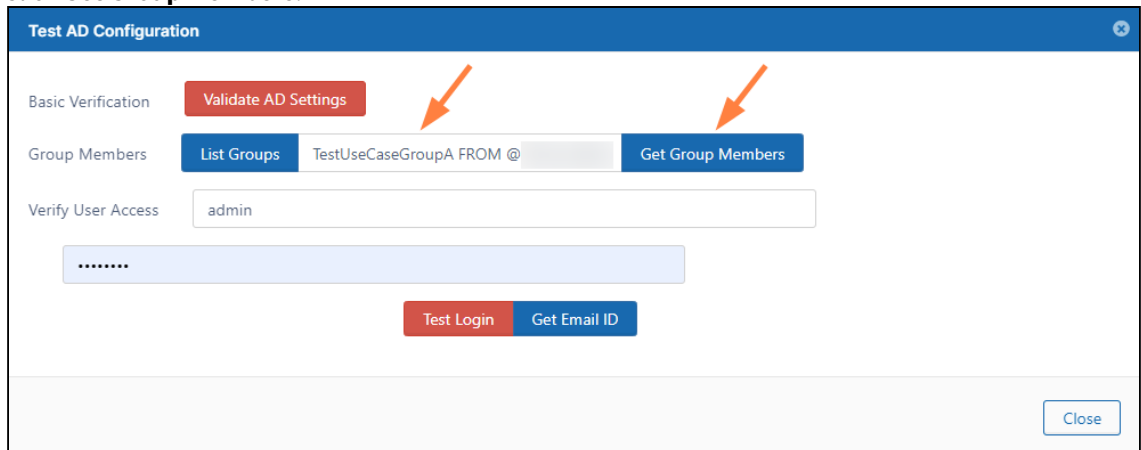 Test AD Configuration
Basic Verification Validate AD Settings
Group Members List Groups TestUseCaseGroupA FROM @ Get Group Members
Verify User Access admin
••••••••
Test Login Get Email ID
Close